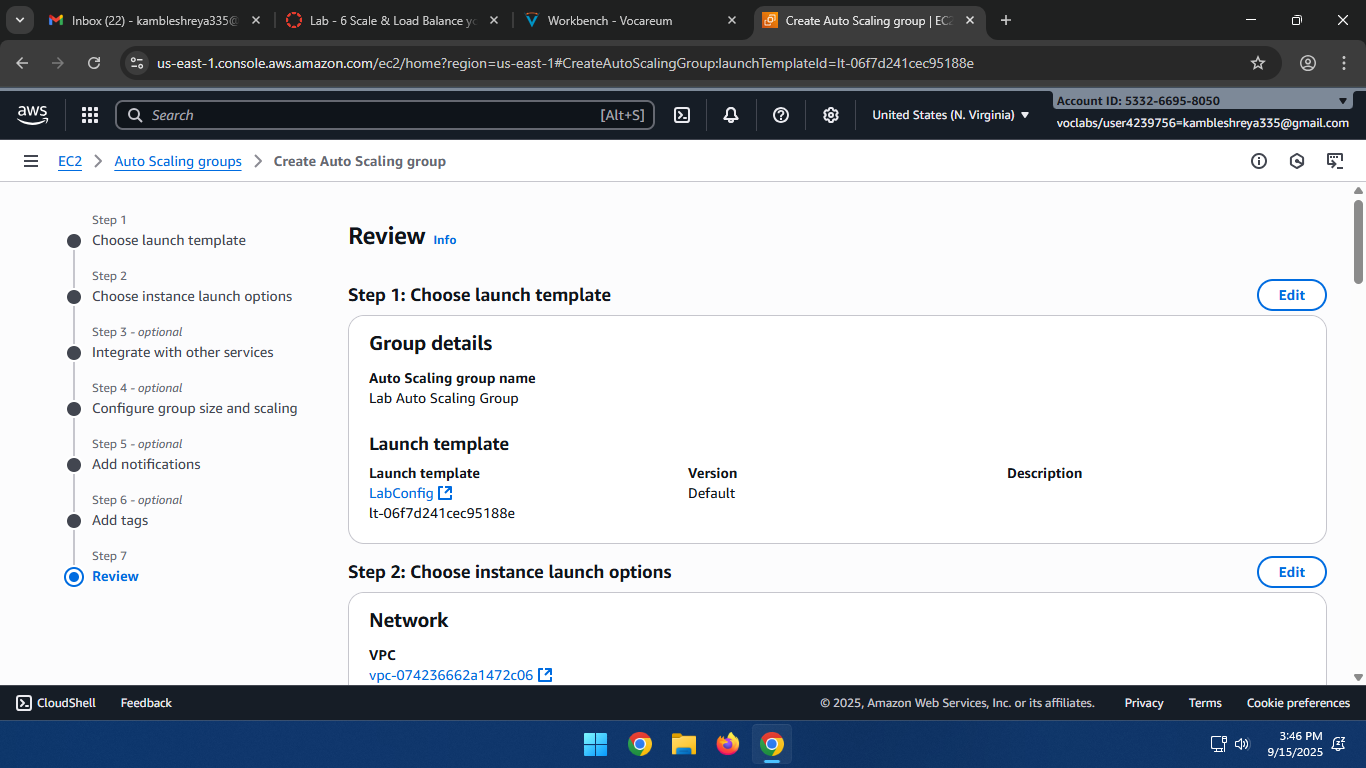 Inbox (22) - kambleshreya335@
Lab - 6 Scale & Load Balance yo
Workbench - Vocareum
Create Auto Scaling group | EC2
us-east-1.console.aws.amazon.com/ec2/home?region=us-east-1#CreateAutoScalingGroup:launchTemplateId=lt-06f7d241cec95188e
aws
Search
[Alt+S]
United States (N. Virginia)
Account ID: 5332-6695-8050
voclabs/user4239756=kambleshreya335@gmail.com
EC2 > Auto Scaling groups > Create Auto Scaling group
Step 1
Choose launch template
Step 2
Choose instance launch options
Step 3 - optional
Integrate with other services
Step 4 - optional
Configure group size and scaling
Step 5 - optional
Add notifications
Step 6 - optional
Add tags
Step 7
Review
Review Info
Step 1: Choose launch template
Edit
Group details
Auto Scaling group name
Lab Auto Scaling Group
Launch template
Launch template
LabConfig
lt-06f7d241cec95188e
Version
Default
Description
Step 2: Choose instance launch options
Edit
Network
VPC
vpc-074236662a1472c06
CloudShell
Feedback
© 2025, Amazon Web Services, Inc. or its affiliates.
Privacy
Terms
Cookie preferences
3:46 PM
9/15/2025